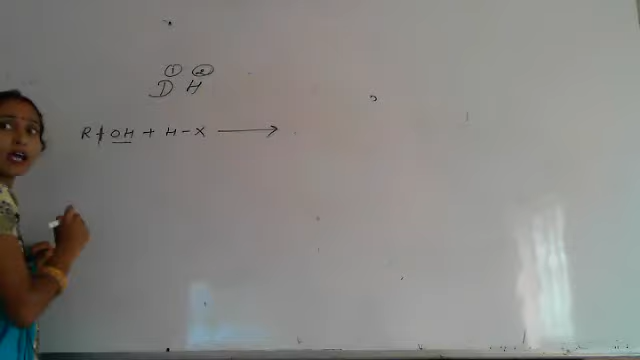 ① ②
D H
R + OH + H - X ⟶